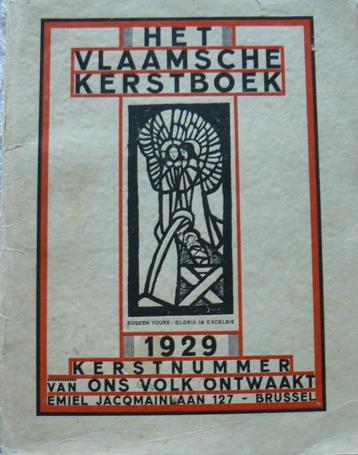 HET
VLAAMSCHE
KERSTBOEK
EUGEEN YOURS: GLORIA IN EXCELSIS
1929
KERSTNUMMER
VAN ONS VOLK ONTWAAKT
EMIEL JACQMAINLAAN 127 - BRUSSEL